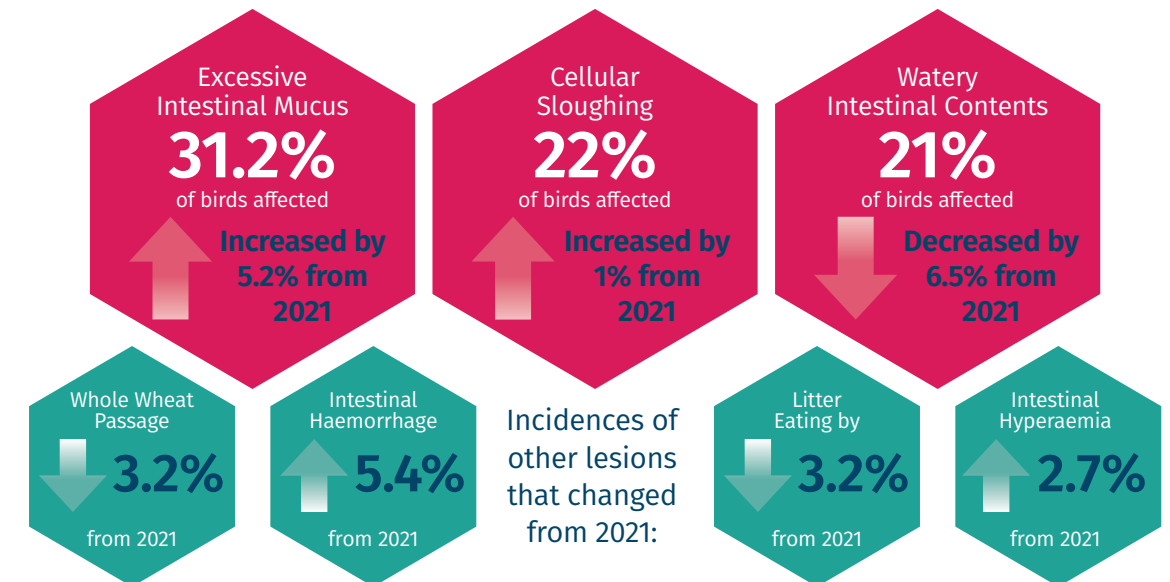 Excessive
Intestinal Mucus
31.2%
of birds affected
Increased by
5.2% from
2021
Cellular
Sloughing
22%
of birds affected
Increased by
1% from
2021
Watery
Intestinal Contents
21%
of birds affected
Decreased by
6.5% from
2021
Whole Wheat
Passage
3.2%
from 2021
Intestinal
Haemorrhage
5.4%
from 2021
Incidences of
other lesions
that changed
from 2021:
Litter
Eating by
3.2%
from 2021
Intestinal
Hyperaemia
2.7%
from 2021